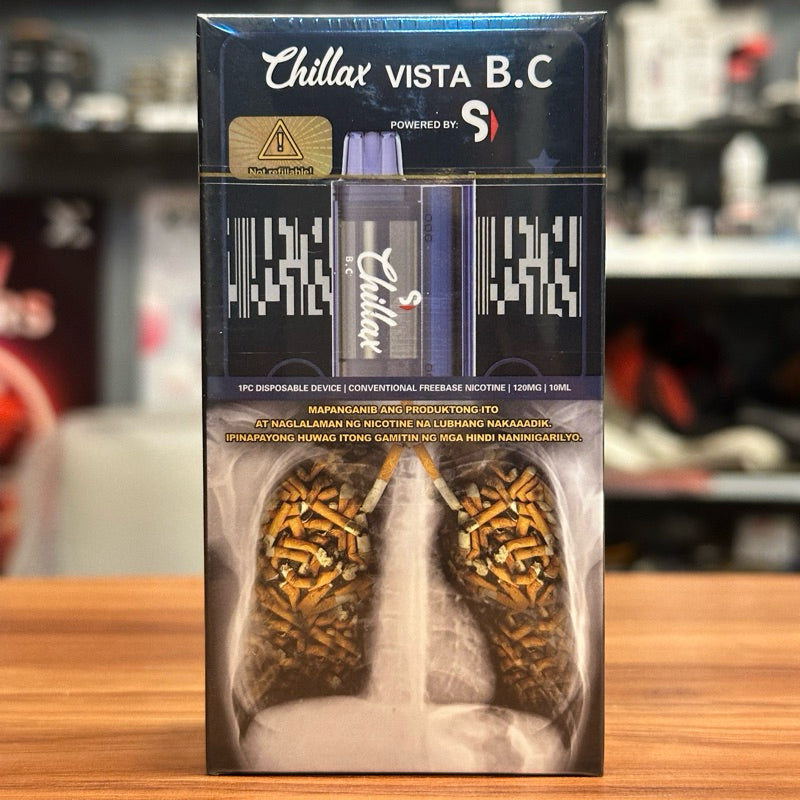 Chillax VISTA B.C
POWERED BY: S
Not refillable!
Chillax
B.C
S
1PC DISPOSABLE DEVICE | CONVENTIONAL FREEBASE NICOTINE | 120MG | 10ML
MAPANGANIB ANG PRODUKTONG ITO
AT NAGLALAMAN NG NICOTINE NA LUBHANG NAKAAADIK.
IPINAPAYONG HUWAG ITONG GAMITIN NG MGA HINDI NANINIGARILYO.